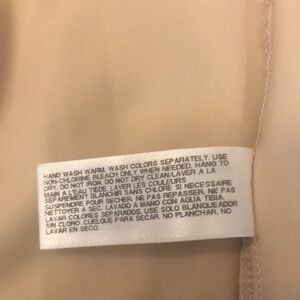 HAND WASH WARM. WASH COLORS SEPARATELY. USE
NON-CHLORINE BLEACH ONLY WHEN NEEDED. HANG TO
DRY. DO NOT IRON. DO NOT DRY CLEAN/LAVER A LA
MAIN A L'EAU TIEDE. LAVER LES COULEURS
SEPAREMENT. BLANCHIR SANS CHLORE SI NECESSAIRE
SUSPENDRE POUR SECHER. NE PAS REPASSER. NE PAS
NETTOYER A SEC. LAVADO A MANO CON AGUA TIBIA.
LAVAR COLORES SEPARADOS. USE SOLO BLANQUEADOR
SIN CLORO. CUELGUE PARA SECAR. NO PLANCHAR, NO
LAVAR EN SECO.